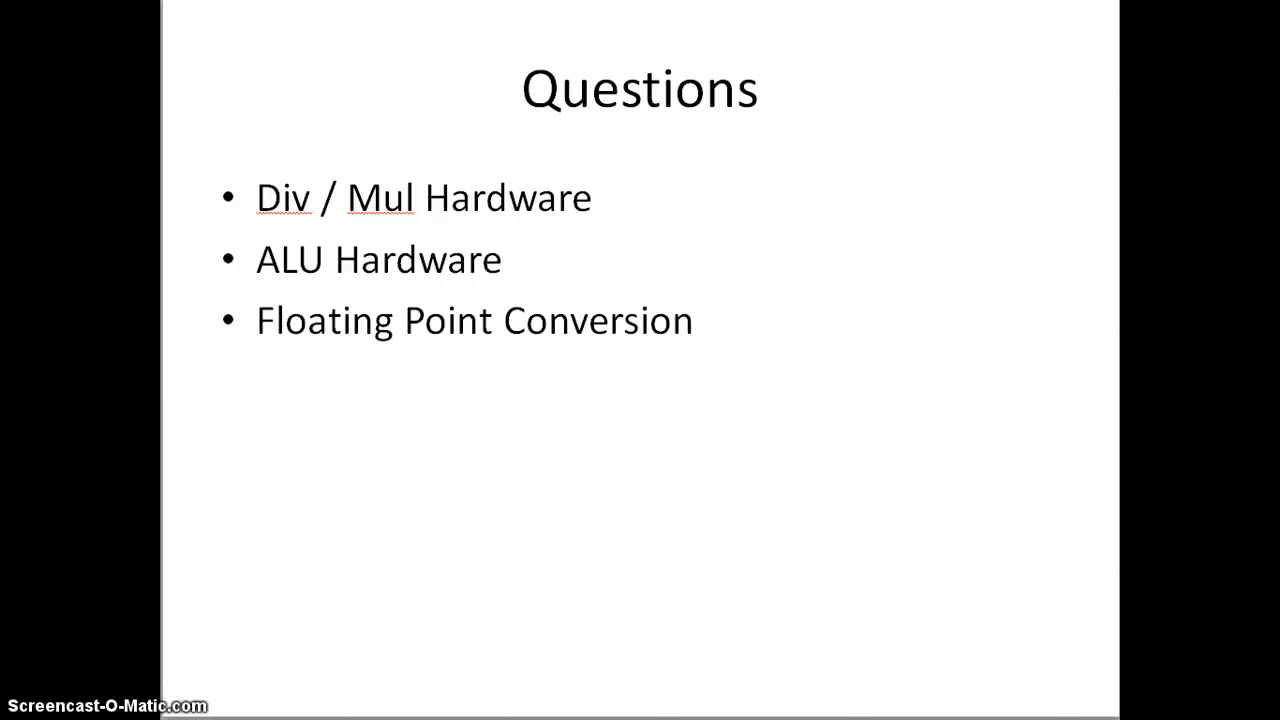 Questions
• Div / Mul Hardware
• ALU Hardware
• Floating Point Conversion
Screencast-O-Matic.com